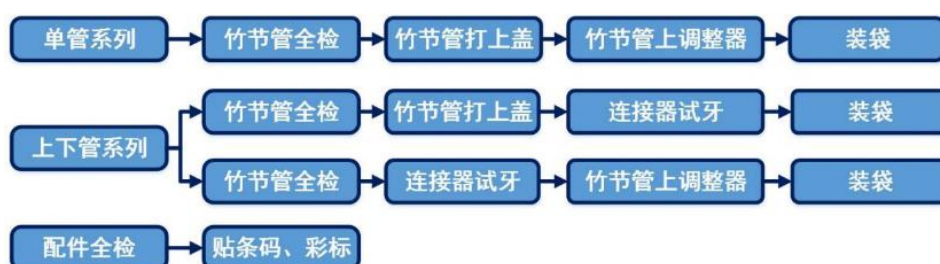 单管系列
竹节管全检
竹节管打上盖
竹节管上调整器
装袋
上下管系列
竹节管全检
竹节管打上盖
连接器试牙
装袋
竹节管全检
连接器试牙
竹节管上调整器
装袋
配件全检
贴条码、彩标